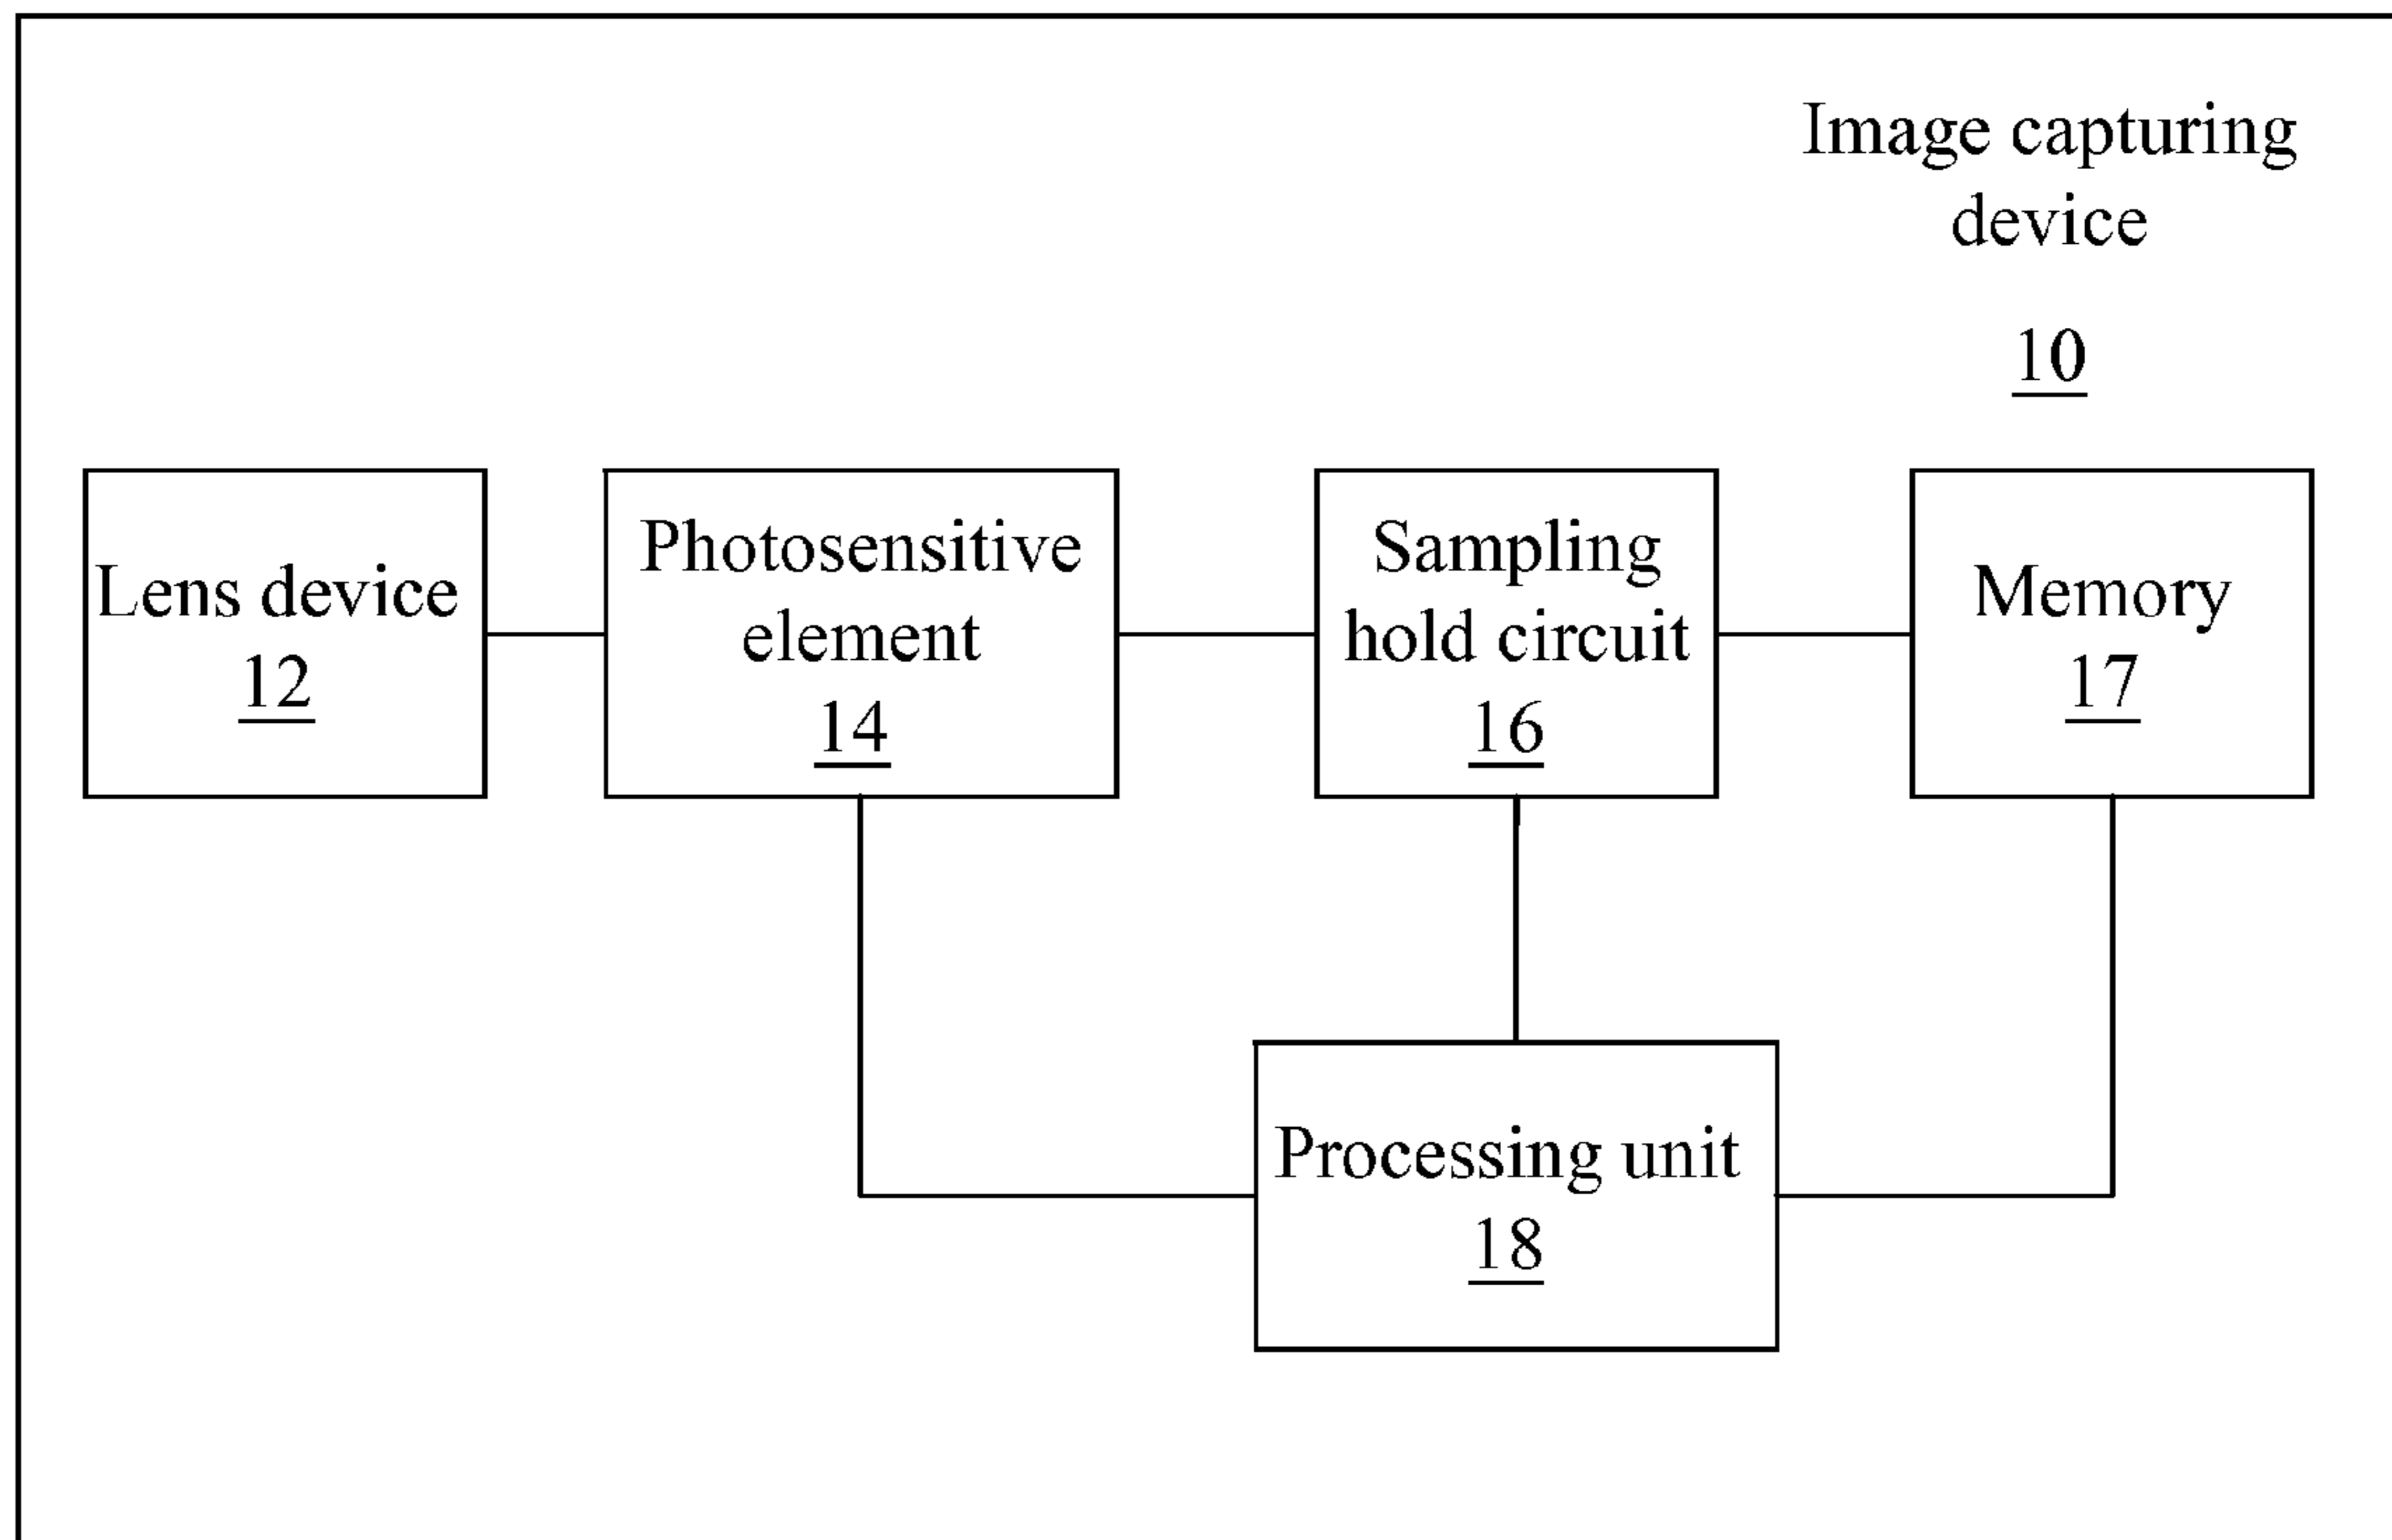 Image capturing
device
10
Lens device
12
Photosensitive
element
14
Sampling
hold circuit
16
Memory
17
Processing unit
18